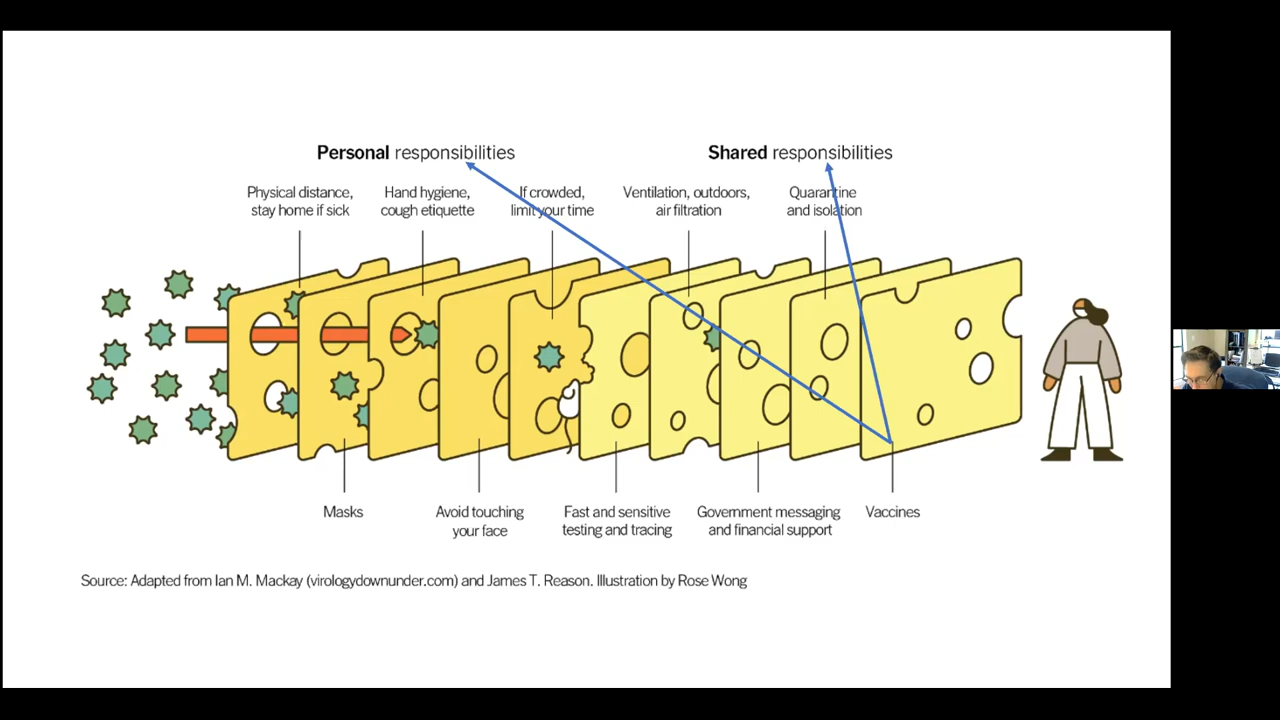 Personal responsibilities
Shared responsibilities
Physical distance,
stay home if sick
Hand hygiene,
cough etiquette
If crowded,
limit your time
Ventilation, outdoors,
air filtration
Quarantine
and isolation
Masks
Avoid touching
your face
Fast and sensitive
testing and tracing
Government messaging
and financial support
Vaccines
Source: Adapted from Ian M. Mackay (virologydownunder.com) and James T. Reason. Illustration by Rose Wong